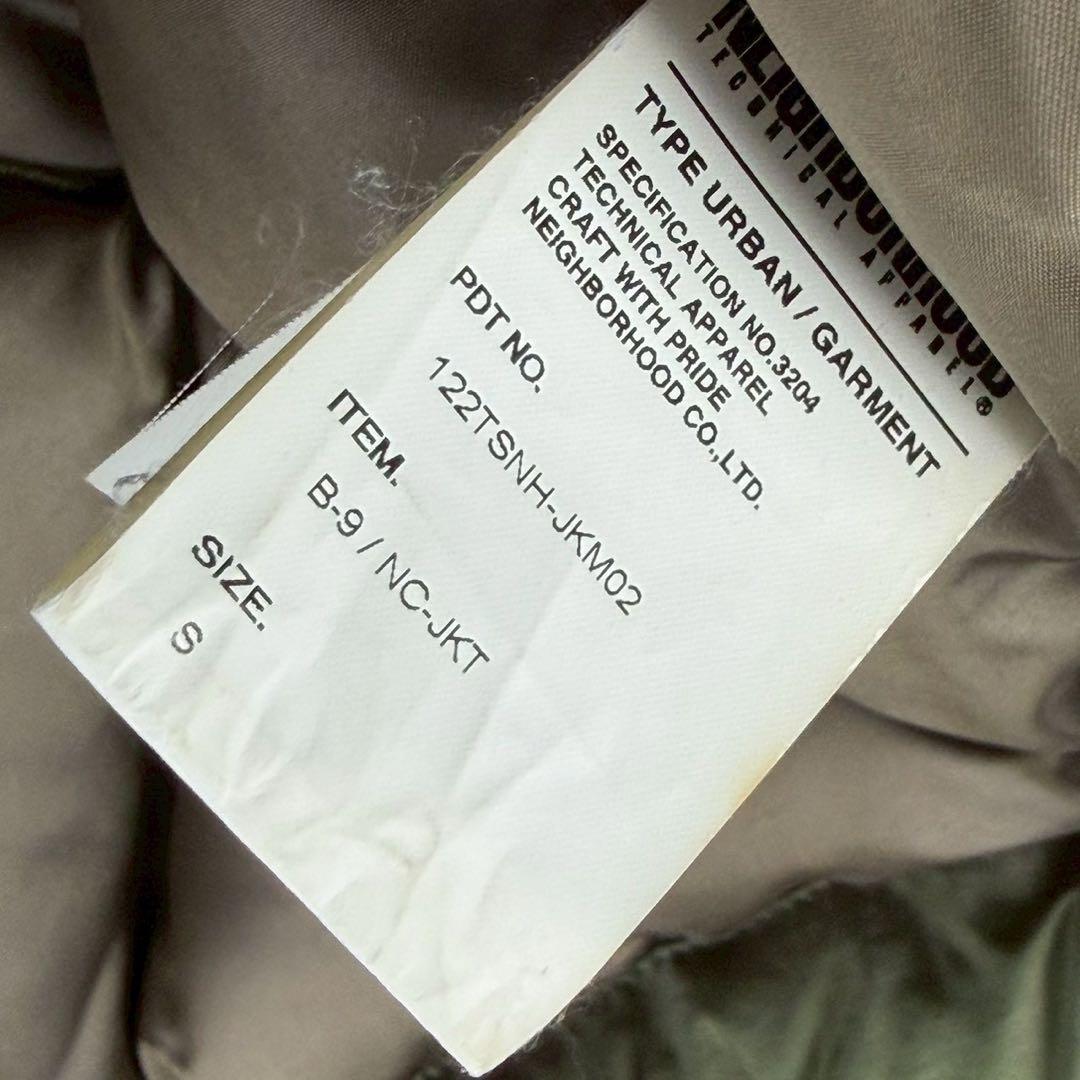 NEIGHBORHOOD
TECHNICAL APPAREL®
TYPE URBAN / GARMENT
SPECIFICATION NO.3204
TECHNICAL APPAREL
CRAFT WITH PRIDE
NEIGHBORHOOD CO.,LTD.
PDT NO.
122TSNH-JKM02
ITEM.
B-9 / NC-JKT
SIZE.
S